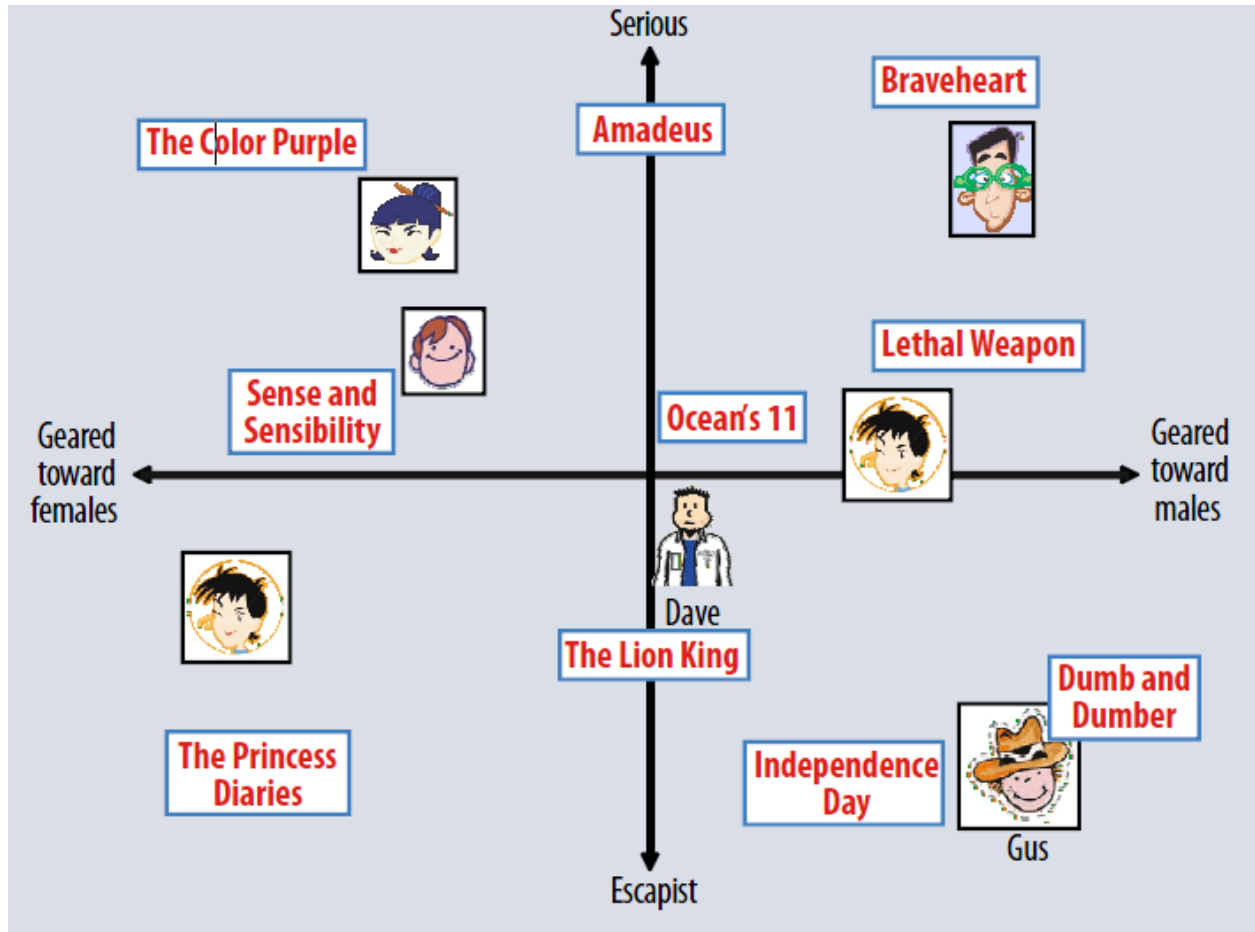 Serious
Braveheart
The Color Purple
Amadeus
Lethal Weapon
Sense and
Sensibility
Ocean's 11
Geared
toward
females
Geared
toward
males
Dave
The Lion King
Dumb and
Dumber
The Princess
Diaries
Independence
Day
Gus
Escapist